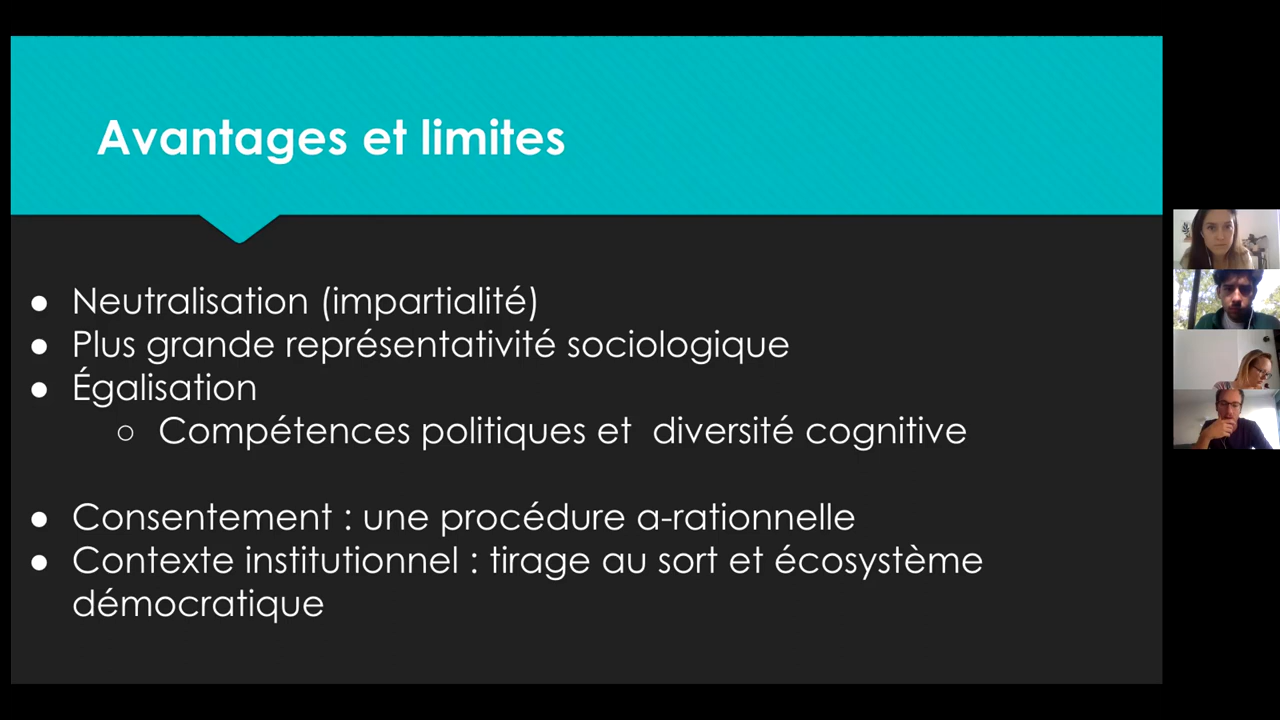 Avantages et limites
● Neutralisation (impartialité)
● Plus grande représentativité sociologique
● Égalisation
○ Compétences politiques et  diversité cognitive
● Consentement : une procédure a-rationnelle
● Contexte institutionnel : tirage au sort et écosystème
démocratique